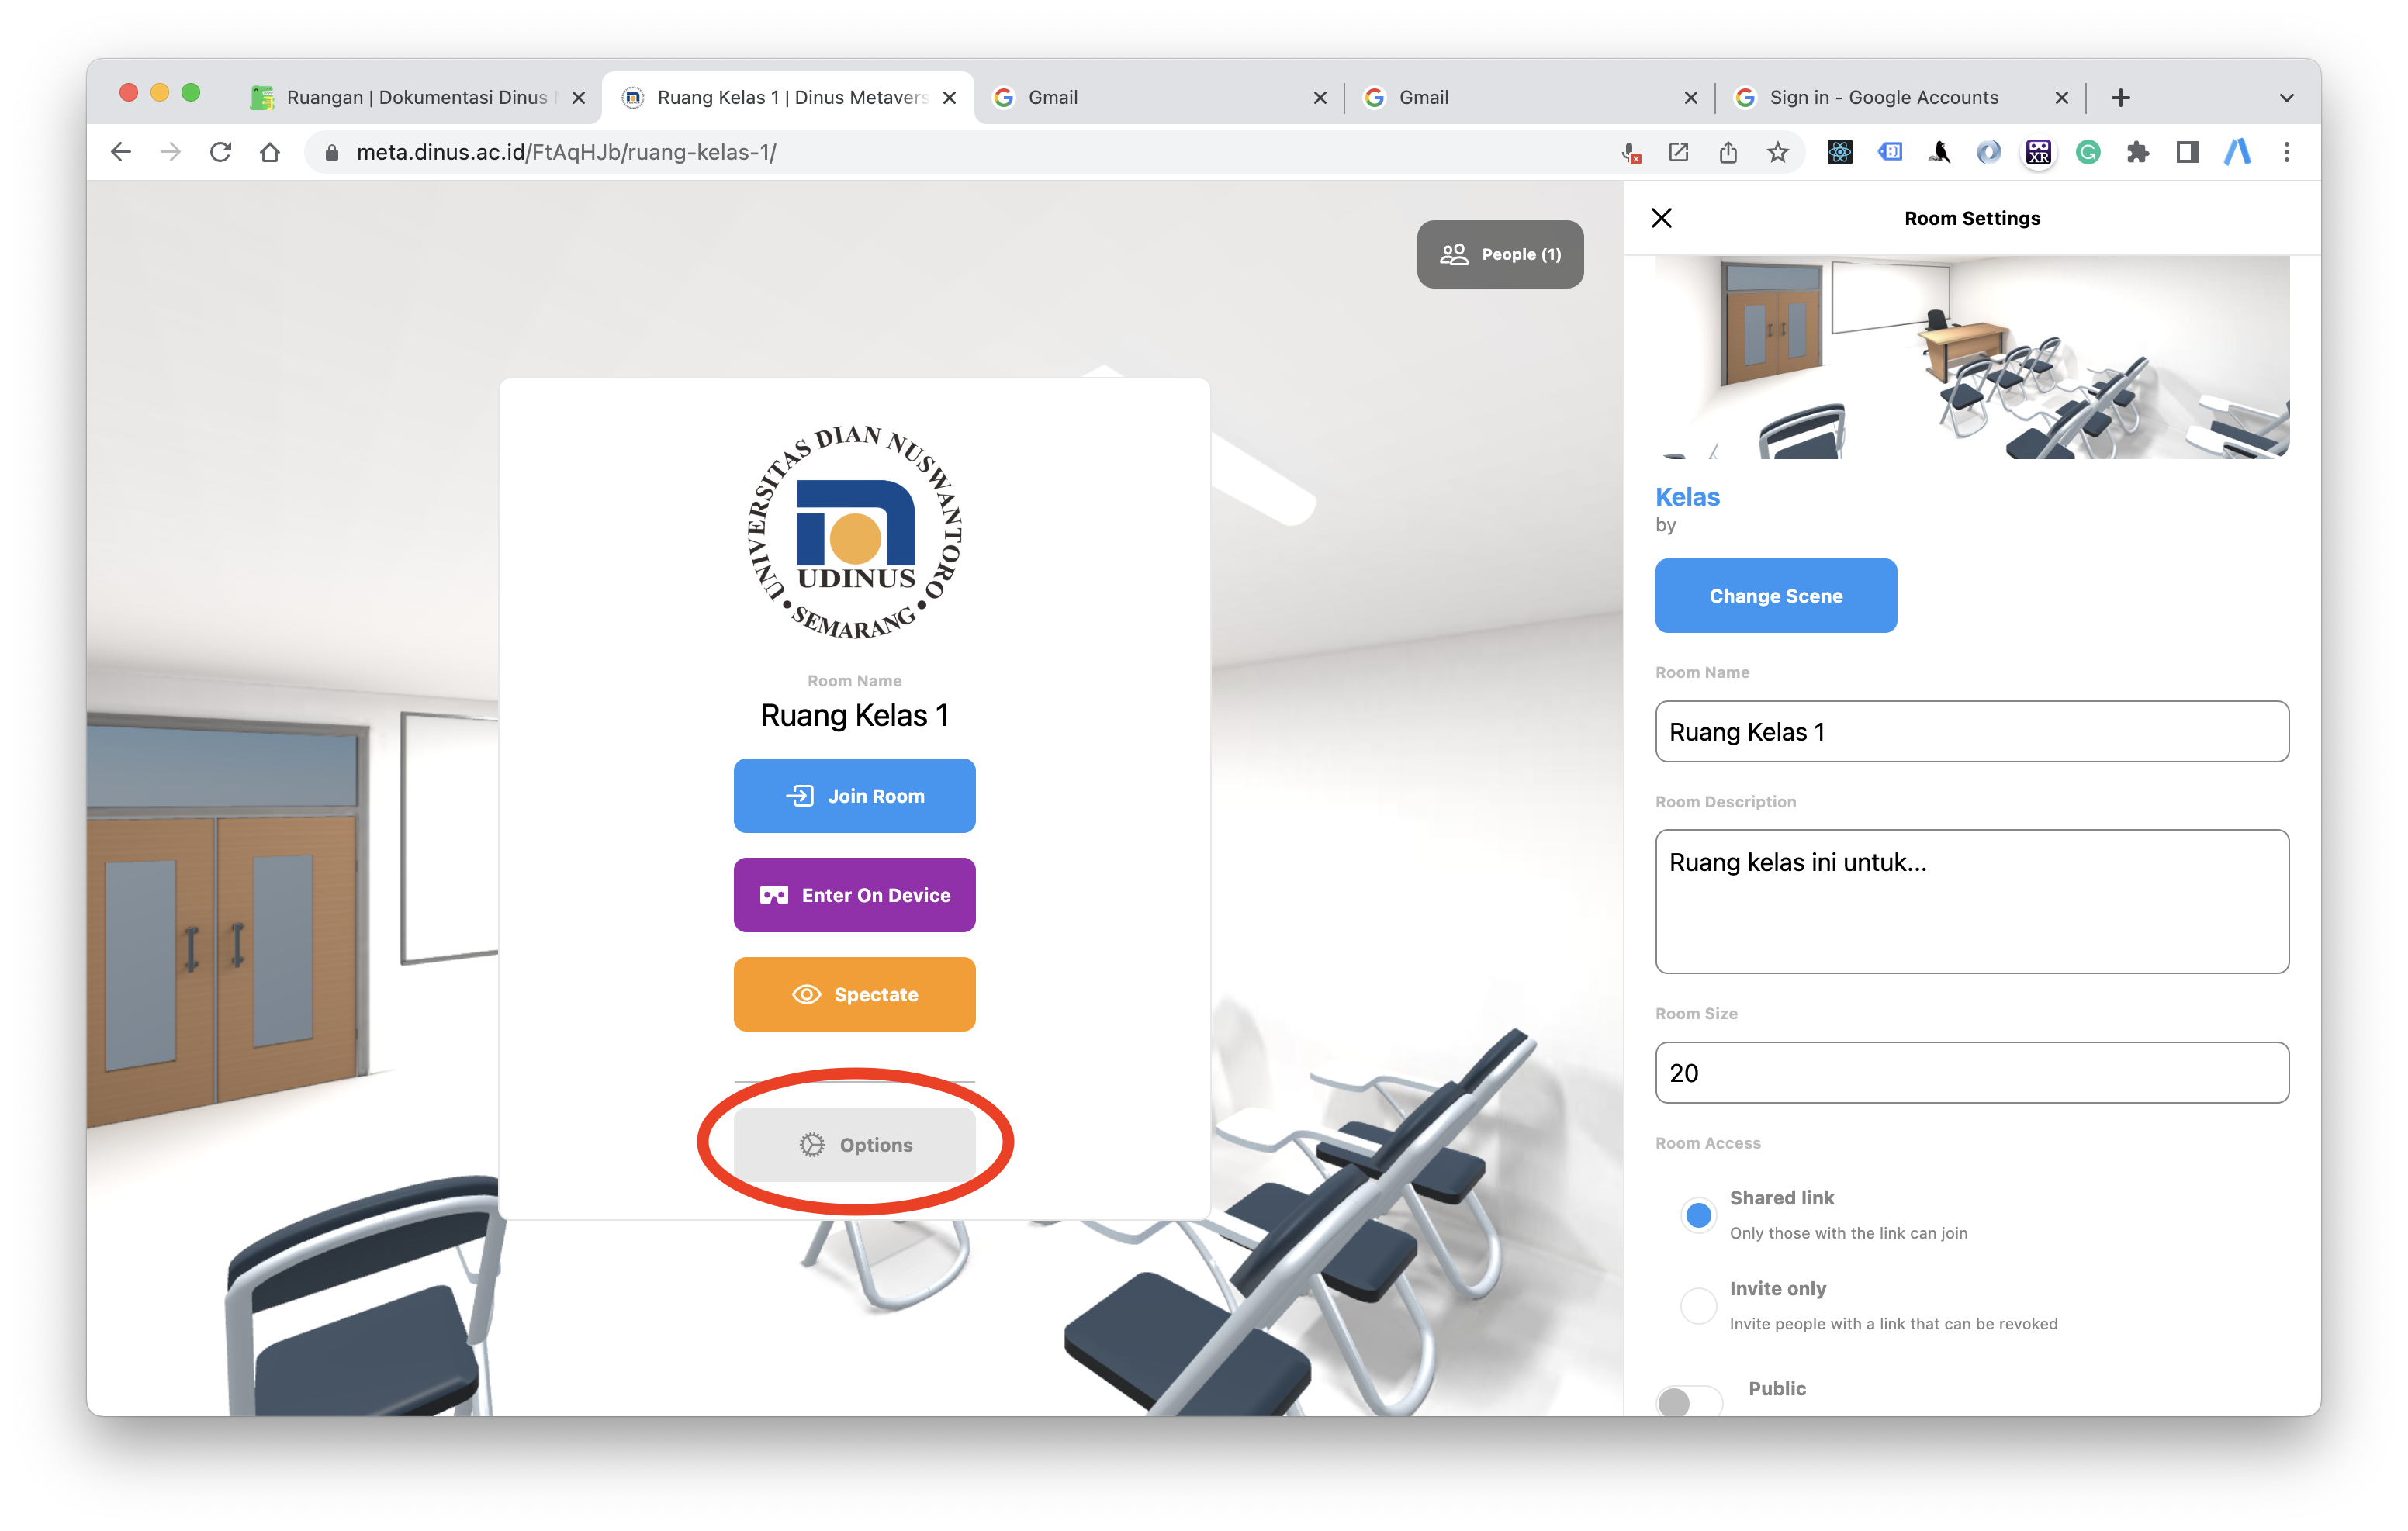 Ruangan | Dokumentasi Dinus
Ruang Kelas 1 | Dinus Metavers
Gmail
Gmail
Sign in - Google Accounts
meta.dinus.ac.id/FtAqHJb/ruang-kelas-1/
XR
G
People (1)
UNIVERSITAS DIAN NUSWANTORO
UDINUS
• SEMARANG •
Room Name
Ruang Kelas 1
Join Room
Enter On Device
Spectate
Options
Room Settings
Kelas
by
Change Scene
Room Name
Ruang Kelas 1
Room Description
Ruang kelas ini untuk...
Room Size
20
Room Access
Shared link
Only those with the link can join
Invite only
Invite people with a link that can be revoked
Public